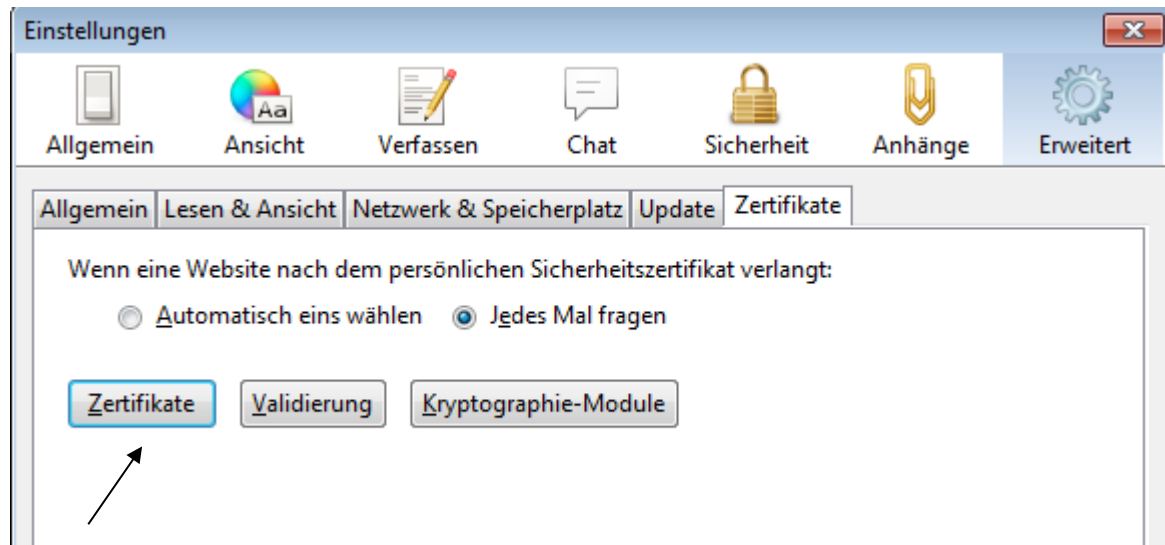 Einstellungen
Allgemein Ansicht Verfassen Chat Sicherheit Anhänge Erweitert
Allgemein Lesen & Ansicht Netzwerk & Speicherplatz Update Zertifikate
Wenn eine Website nach dem persönlichen Sicherheitszertifikat verlangt:
Automatisch eins wählen Jedes Mal fragen
Zertifikate Validierung Kryptographie-Module